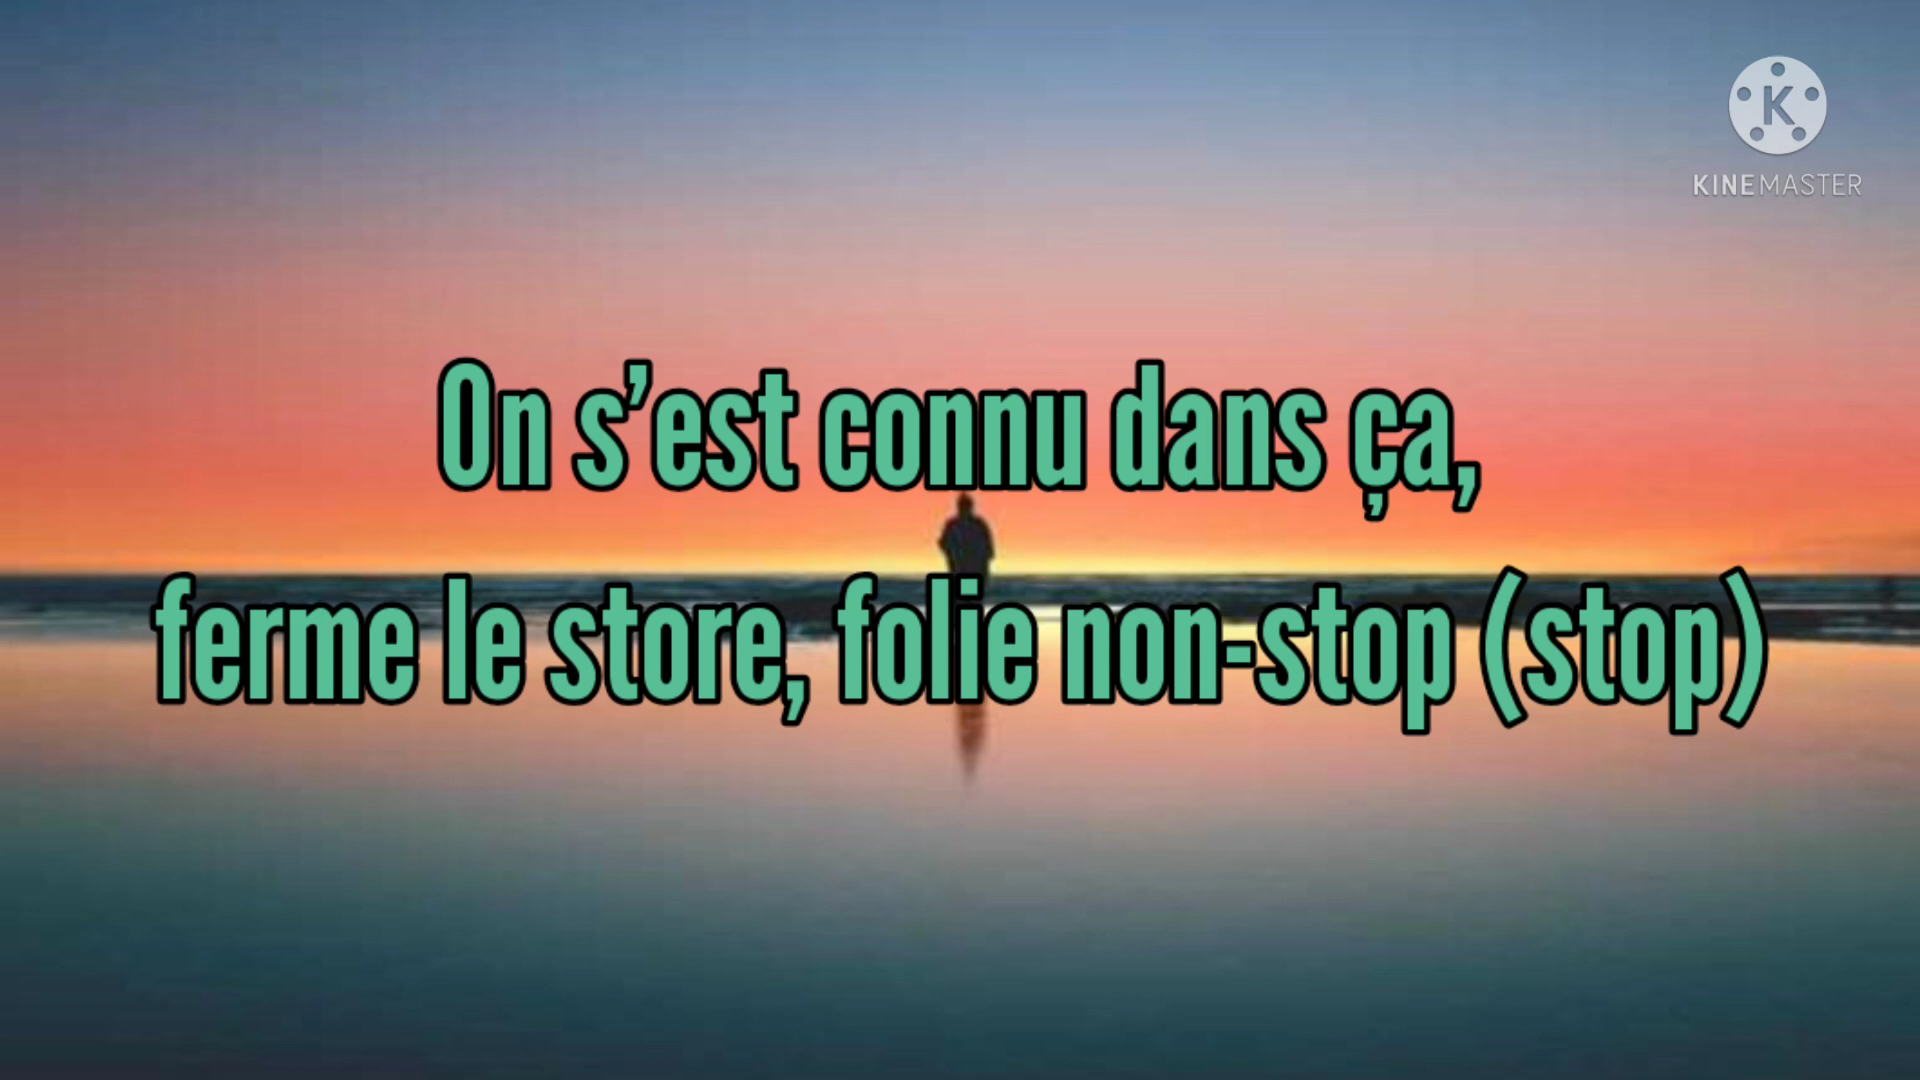 K
KINEMASTER
On s’est connu dans ça,
ferme le store, folie non-stop (stop)